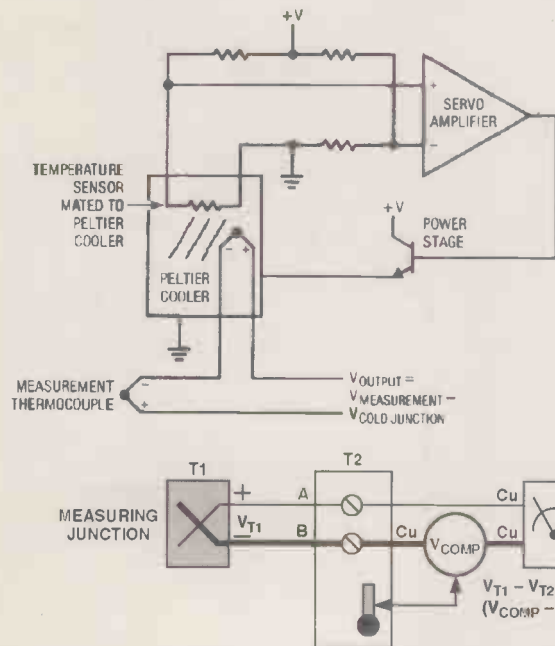 +V
+
SERVO
AMPLIFIER
−
TEMPERATURE
SENSOR
MATED TO
PELTIER
COOLER
+V
POWER
STAGE
− +
PELTIER
COOLER
MEASUREMENT
THERMOCOUPLE
−
+
VOUTPUT=
VMEASUREMENT −
VCOLD JUNCTION
T1
T2
MEASURING
JUNCTION
+
VT1
−
A
B
Cu
Cu
VCOMP
Cu
VT1 − VT2
(VCOMP −